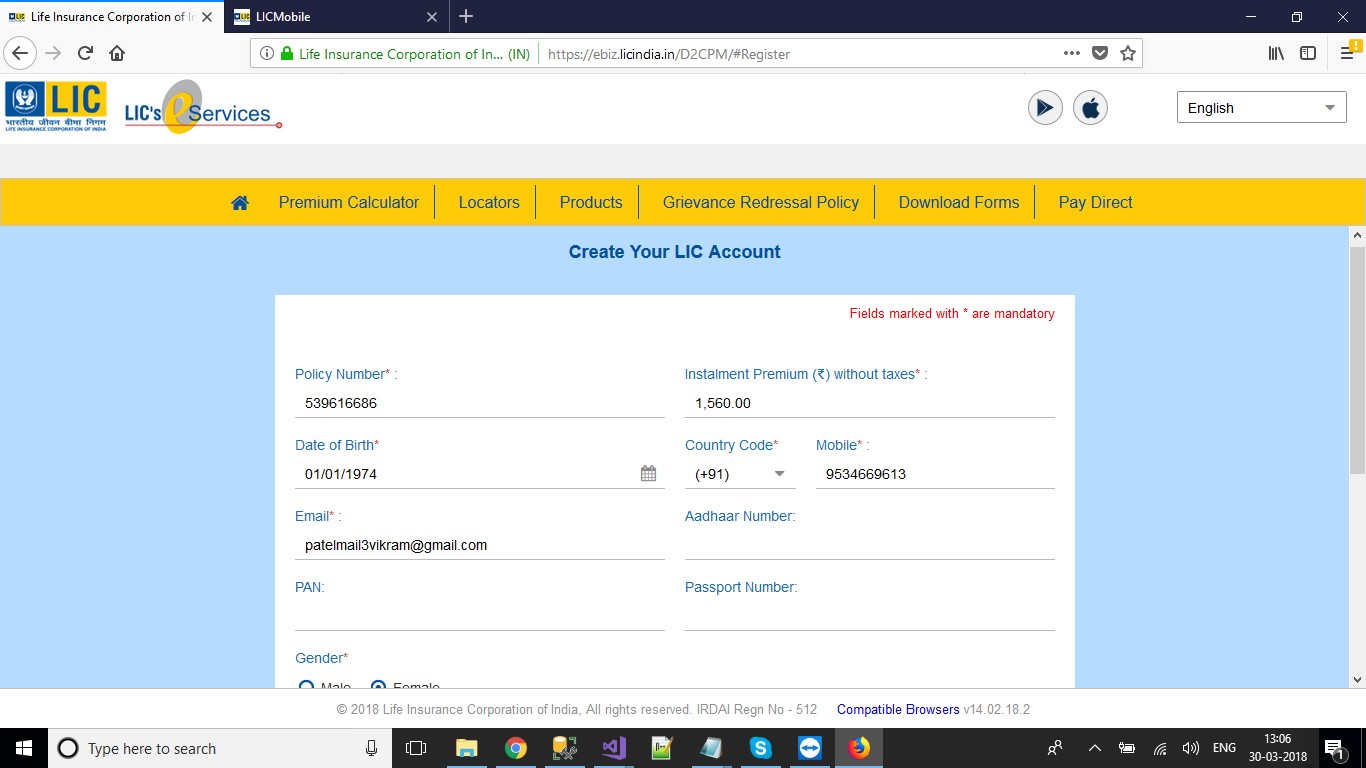 Life Insurance Corporation of In
LICMobile
Life Insurance Corporation of In... (IN)
https://ebiz.licindia.in/D2CPM/#Register
LIC
भारतीय जीवन बीमा निगम
LIFE INSURANCE CORPORATION OF INDIA
LIC's eServices
English
Premium Calculator
Locators
Products
Grievance Redressal Policy
Download Forms
Pay Direct
Create Your LIC Account
Fields marked with * are mandatory
Policy Number* :
Instalment Premium (₹) without taxes* :
539616686
1,560.00
Date of Birth*
Country Code*
Mobile* :
01/01/1974
(+91)
9534669613
Email* :
Aadhaar Number:
patelmail3vikram@gmail.com
PAN:
Passport Number:
Gender*
Male
Female
© 2018 Life Insurance Corporation of India, All rights reserved. IRDAI Regn No - 512
Compatible Browsers v14.02.18.2
Type here to search
ENG
13:06
30-03-2018
1